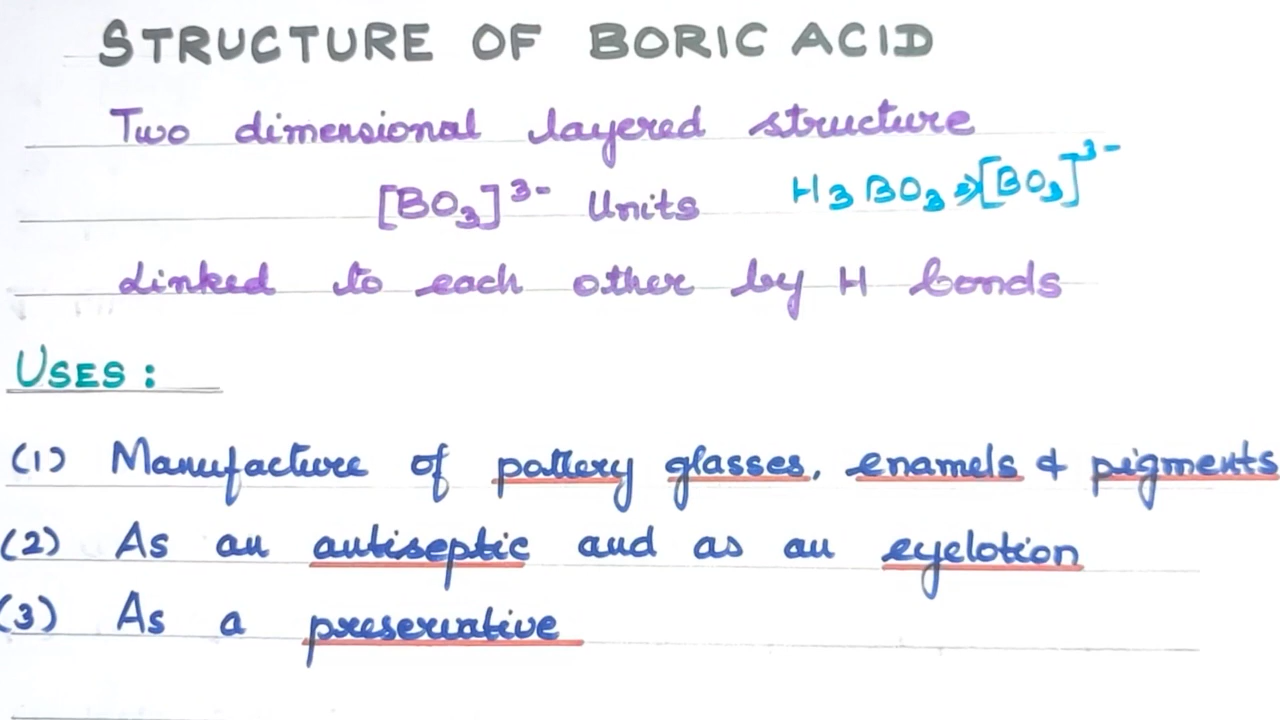 STRUCTURE OF BORIC ACID
Two dimensional layered structure
[BO₃]³⁻ Units H₃BO₃ ⇒ [BO₃]³⁻
Linked to each other by H bonds
USES :
(1) Manufacture of pottery glasses, enamels & pigments
(2) As an antiseptic and as an eyelotion
(3) As a preservative